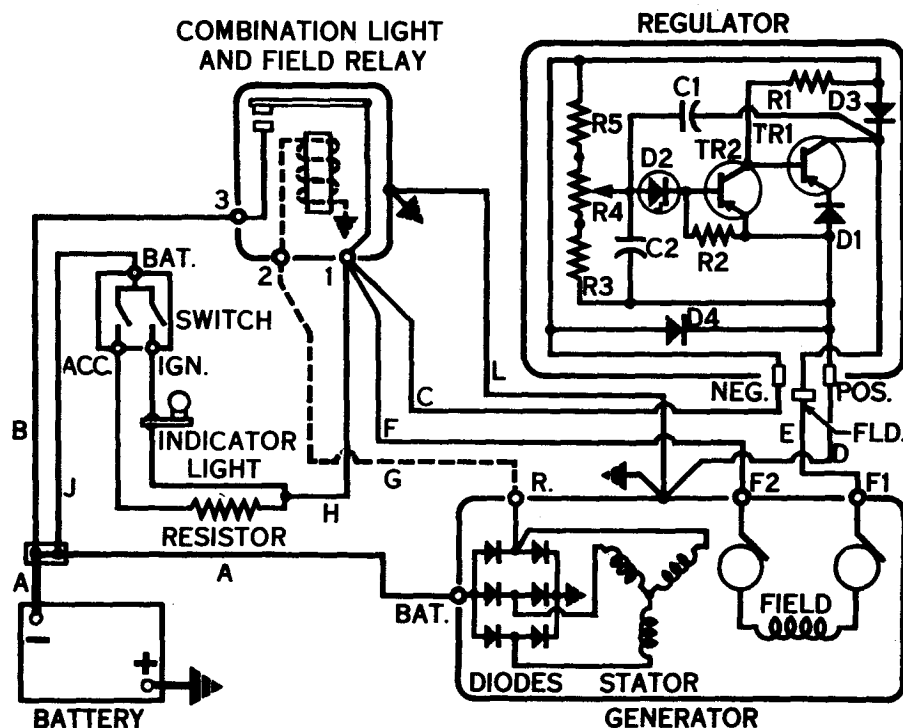 COMBINATION LIGHT
AND FIELD RELAY
REGULATOR
C1
R1
D3
R5
TR1
D2
TR2
3
R4
C2
D1
R2
BAT.
2
1
R3
SWITCH
D4
ACC.
IGN.
L
NEG.
POS.
C
B
F
E
FLD.
INDICATOR
LIGHT
D
J
G
R.
F2
F1
H
RESISTOR
A
A
BAT.
FIELD
−
+
DIODES
STATOR
BATTERY
GENERATOR